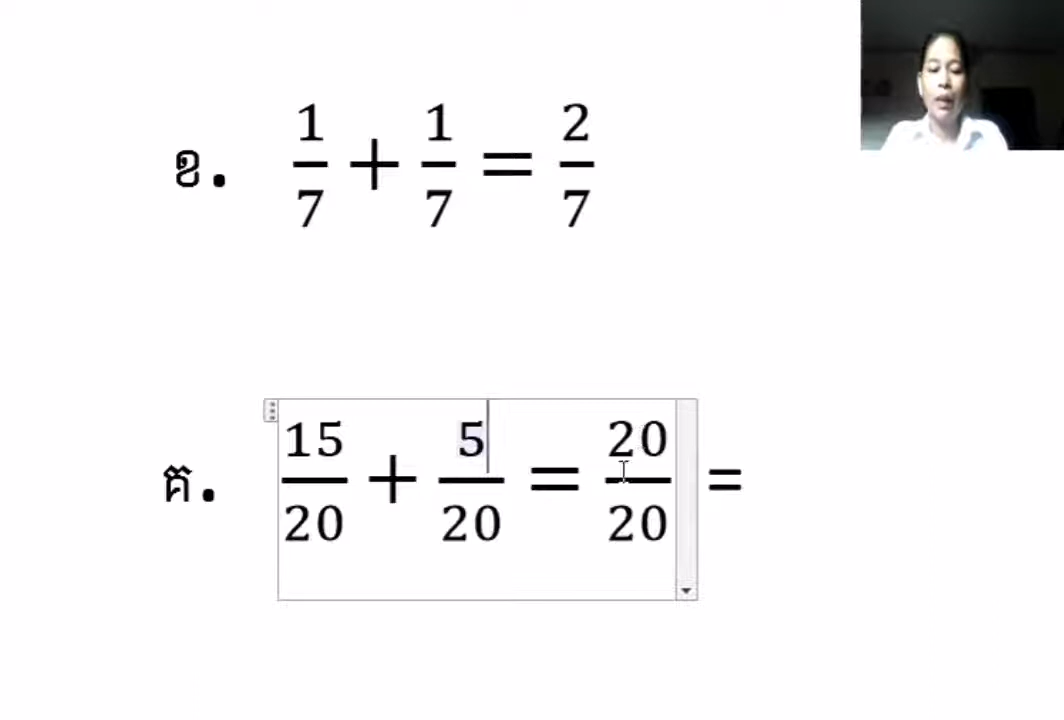 ខ. 1/7 + 1/7 = 2/7
គ. 15/20 + 5/20 = 20/20 =